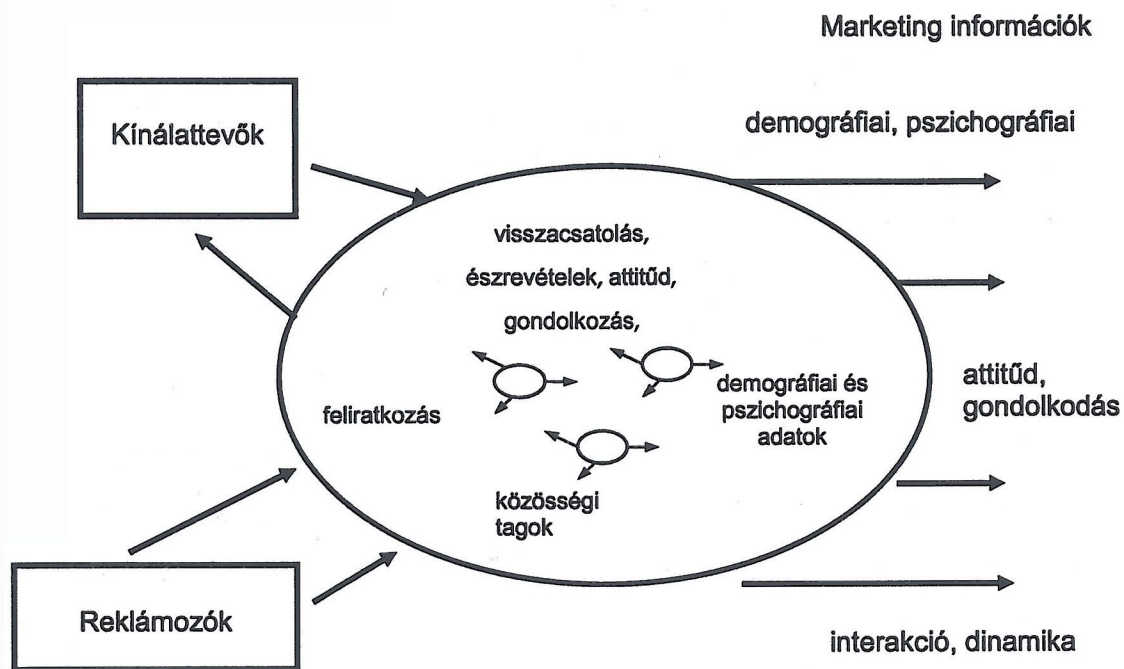 Marketing információk
Kínálattevők
demográfiai, pszichográfiai
visszacsatolás,
észrevételek, attitűd,
gondolkozás,
feliratkozás
demográfiai és
pszichográfiai
adatok
közösségi
tagok
attitűd,
gondolkodás
Reklámozók
interakció, dinamika